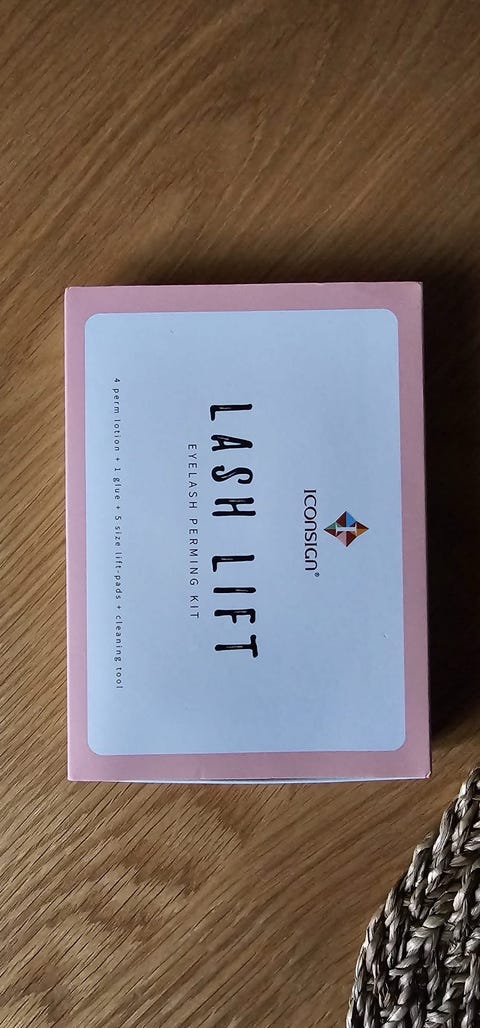 ICONSIGN®
LASH LIFT
EYELASH PERMING KIT
4 perm lotion + 1 glue + 5 size lift-pads + cleaning tool